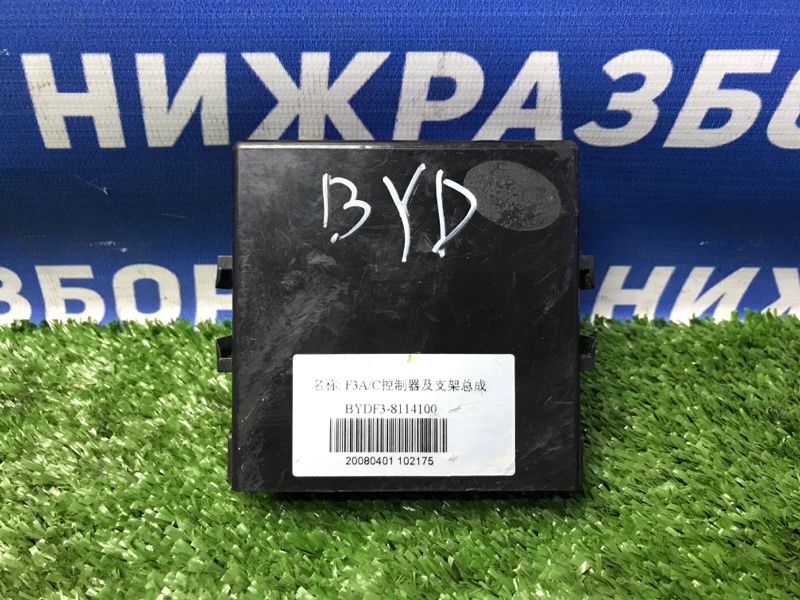 НИЖРАЗБО
BYD
ЗБОР
НИЖ
名称: F3A/C控制器及支架总成
BYDF3-8114100
20080401 102175